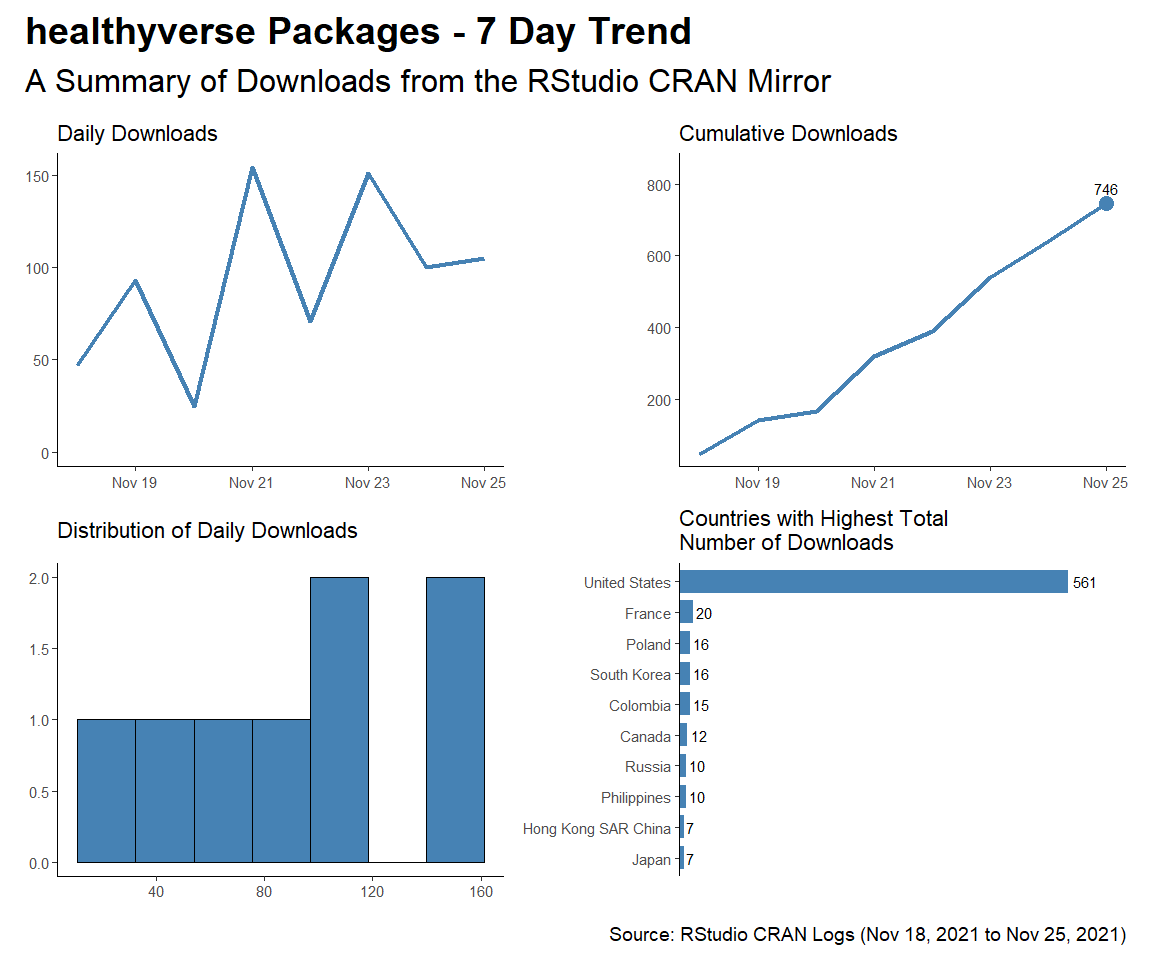 healthyverse Packages - 7 Day Trend
A Summary of Downloads from the RStudio CRAN Mirror
Daily Downloads
150
100
50
0
Nov 19
Nov 21
Nov 23
Nov 25
Cumulative Downloads
800
600
400
200
746
Nov 19
Nov 21
Nov 23
Nov 25
Distribution of Daily Downloads
2.0
1.5
1.0
0.5
0.0
40
80
120
160
Countries with Highest Total
Number of Downloads
United States 561
France 20
Poland 16
South Korea 16
Colombia 15
Canada 12
Russia 10
Philippines 10
Hong Kong SAR China 7
Japan 7
Source: RStudio CRAN Logs (Nov 18, 2021 to Nov 25, 2021)